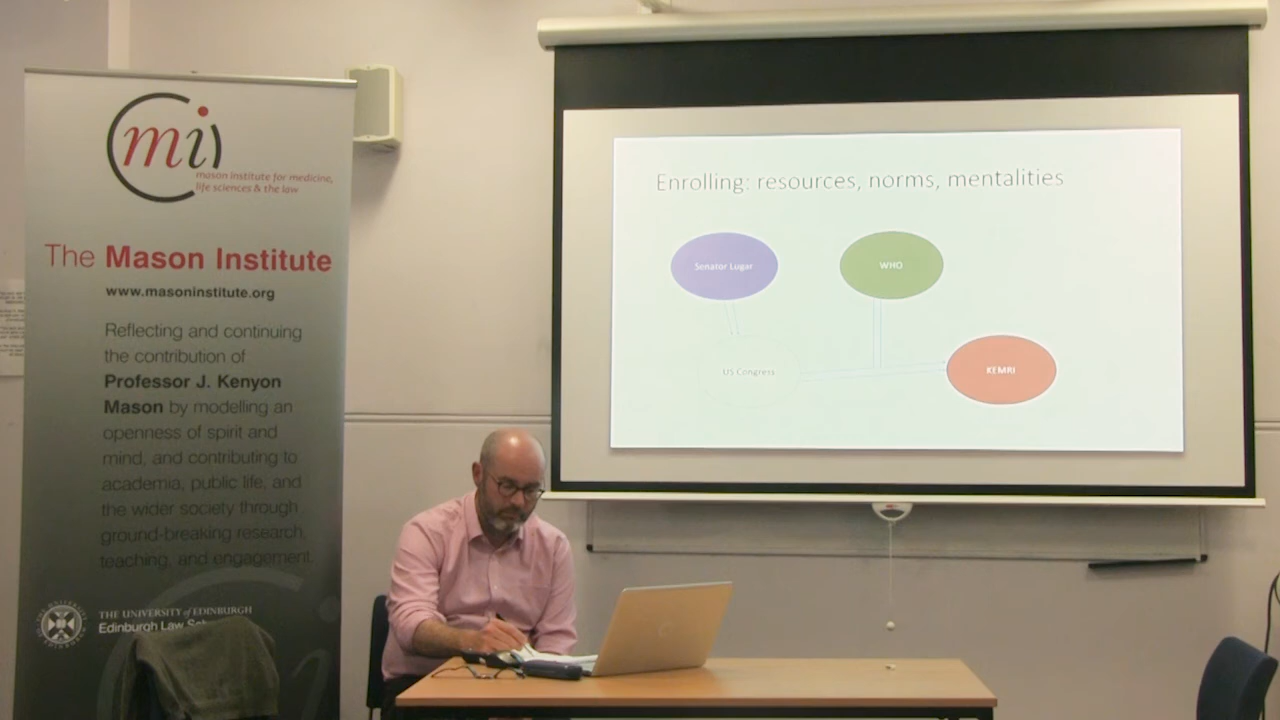 mi
mason institute for medicine,
life sciences & the law
The Mason Institute
www.masoninstitute.org
Reflecting and continuing
the contribution of
Professor J. Kenyon
Mason by modelling an
openness of spirit and
mind, and contributing to
academia, public life, and
the wider society through
ground-breaking research,
teaching, and engagement.
THE UNIVERSITY of EDINBURGH
Edinburgh Law
Enrolling: resources, norms, mentalities
Senator Lugar
WHO
US Congress
KEMRI